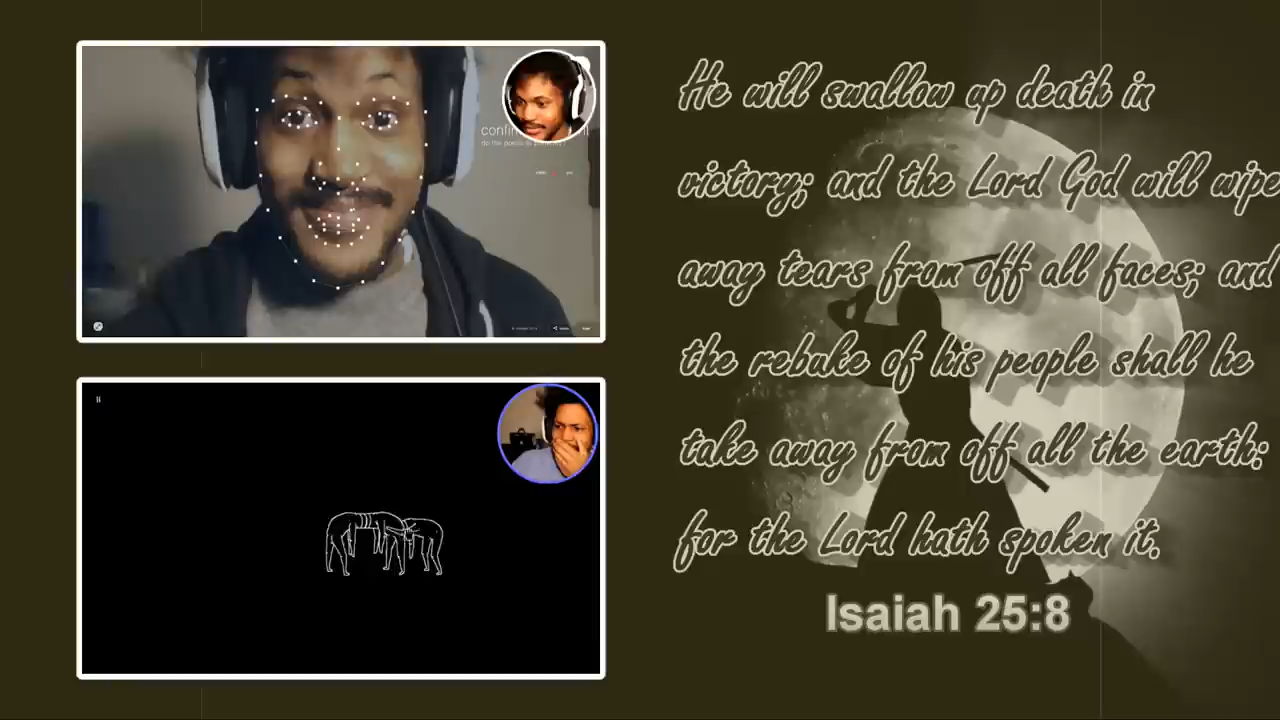 He will swallow up death in
victory; and the Lord God will wipe
away tears from off all faces; and
the rebuke of his people shall he
take away from off all the earth:
for the Lord hath spoken it.
Isaiah 25:8